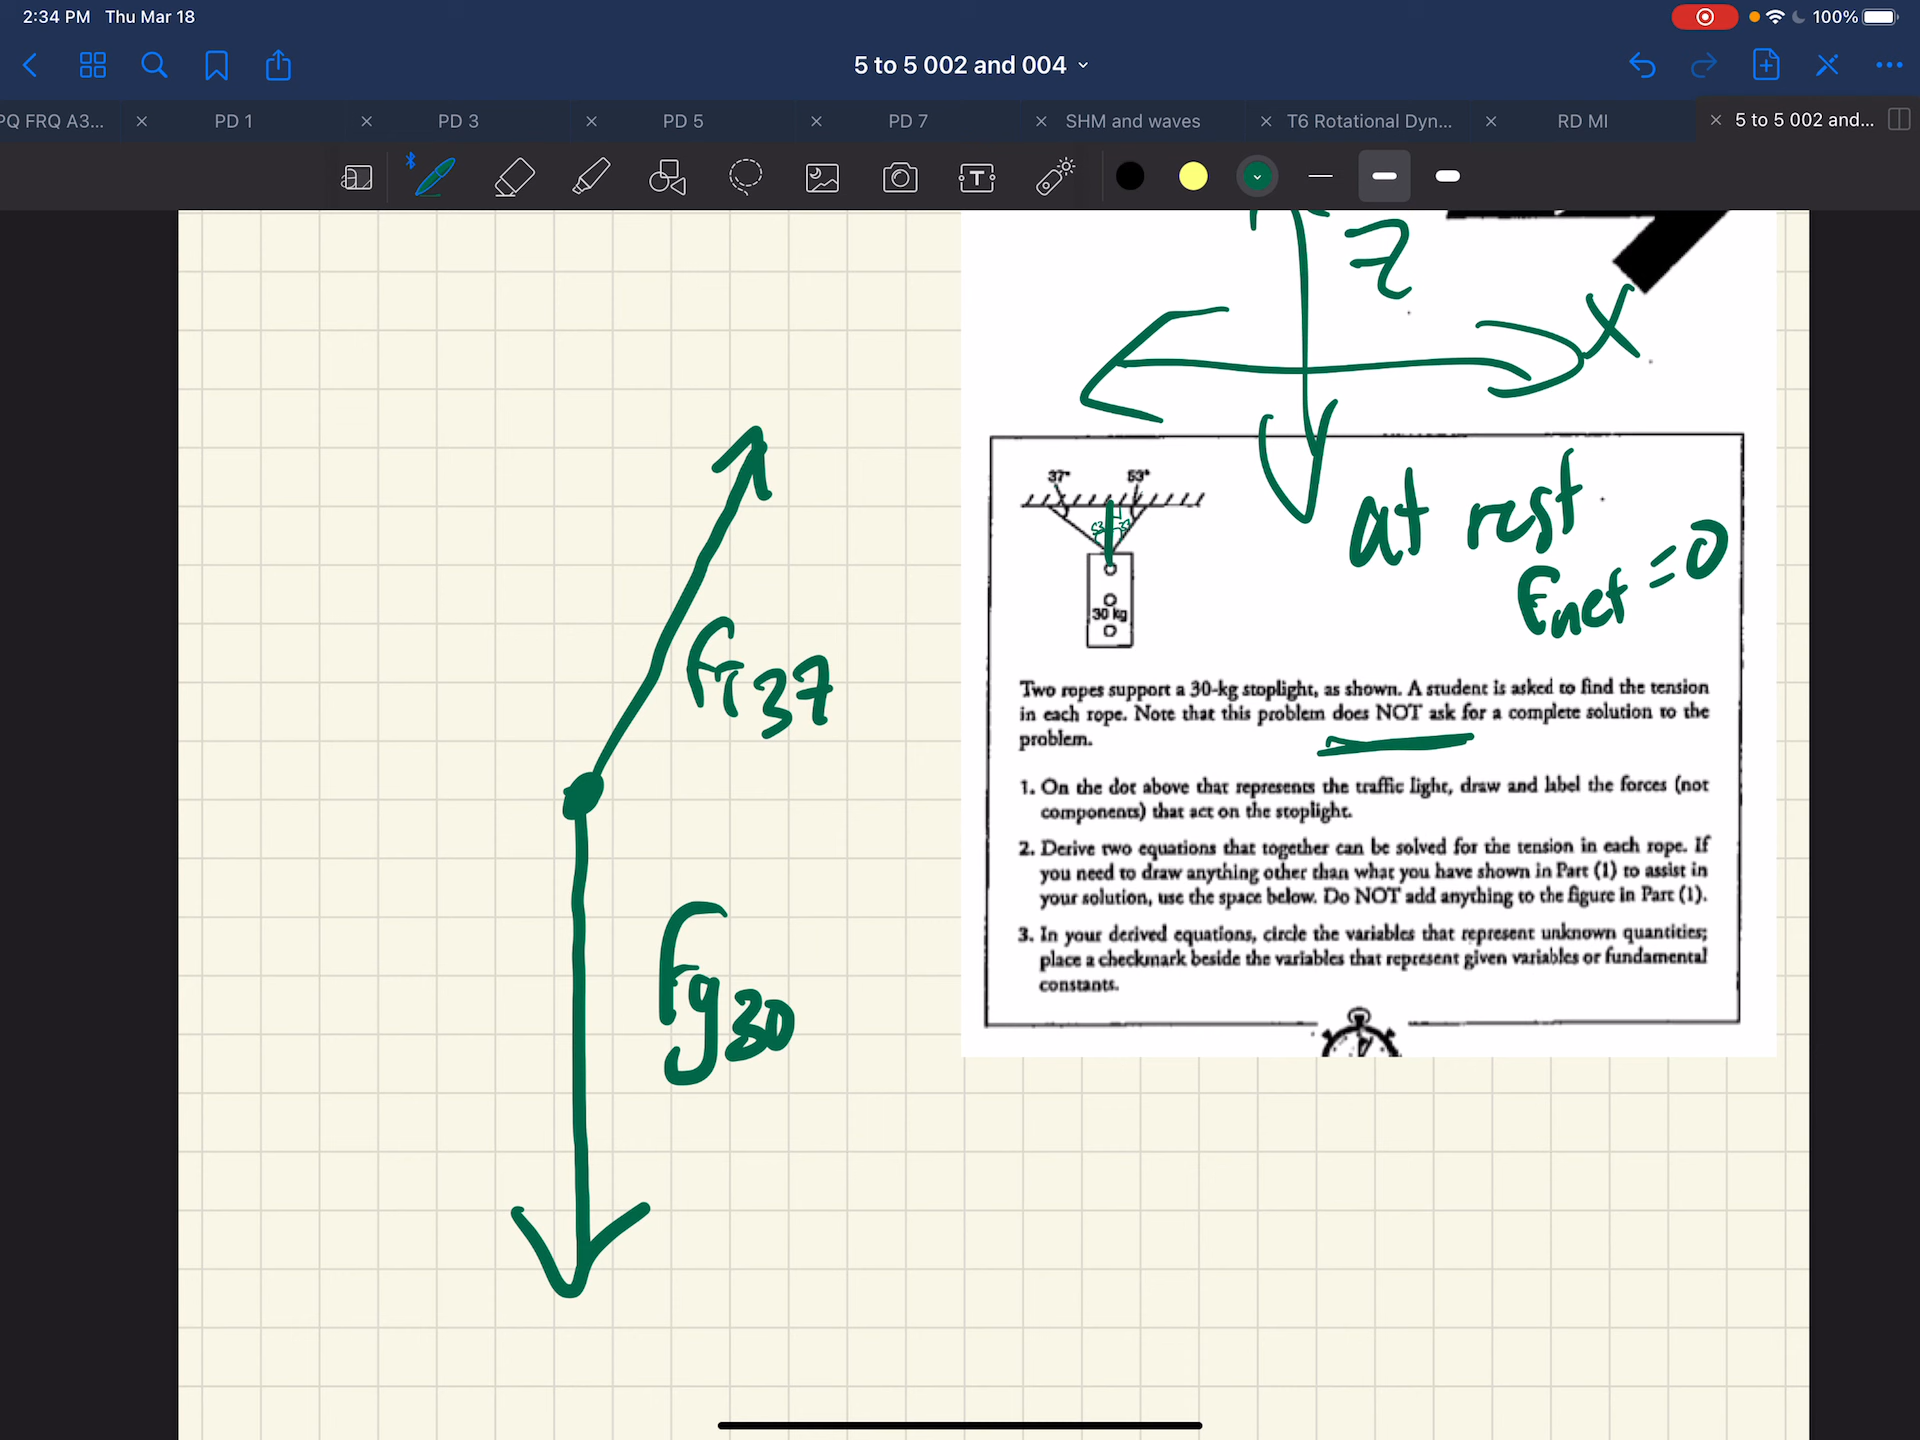 2:34 PM Thu Mar 18
100%
5 to 5 002 and 004
PQ FRQ A3...
PD 1
PD 3
PD 5
PD 7
SHM and waves
T6 Rotational Dyn...
RD MI
5 to 5 002 and...
T
Z
X
37°
53°
at rest
Fnet = 0
30 kg
FT37
Fg30
Two ropes support a 30-kg stoplight, as shown. A student is asked to find the tension
in each rope. Note that this problem does NOT ask for a complete solution to the
problem.
1. On the dot above that represents the traffic light, draw and label the forces (not
components) that act on the stoplight.
2. Derive two equations that together can be solved for the tension in each rope. If
you need to draw anything other than what you have shown in Part (1) to assist in
your solution, use the space below. Do NOT add anything to the figure in Part (1).
3. In your derived equations, circle the variables that represent unknown quantities;
place a checkmark beside the variables that represent given variables or fundamental
constants.